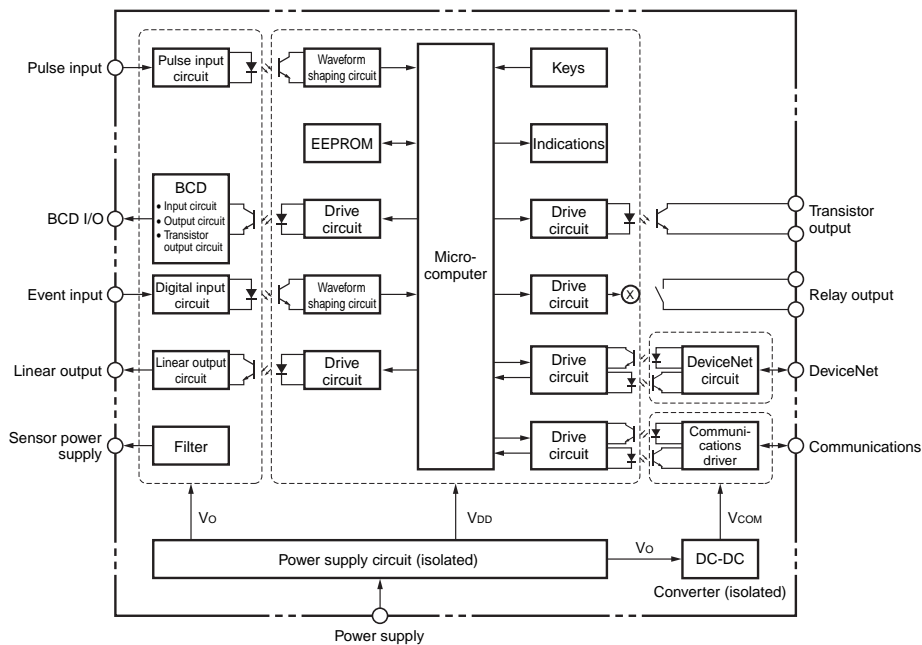 Pulse input
Pulse input
circuit
Waveform
shaping circuit
Keys
EEPROM
Indications
BCD I/O
BCD
• Input circuit
• Output circuit
• Transistor
output circuit
Drive
circuit
Micro-
computer
Drive
circuit
Transistor
output
Event input
Digital input
circuit
Waveform
shaping circuit
Drive
circuit
X
Relay output
Linear output
Linear output
circuit
Drive
circuit
Drive
circuit
DeviceNet
circuit
DeviceNet
Sensor power
supply
Filter
Drive
circuit
Communi-
cations
driver
Communications
VO
VDD
VCOM
Power supply circuit (isolated)
VO
DC-DC
Converter (isolated)
Power supply